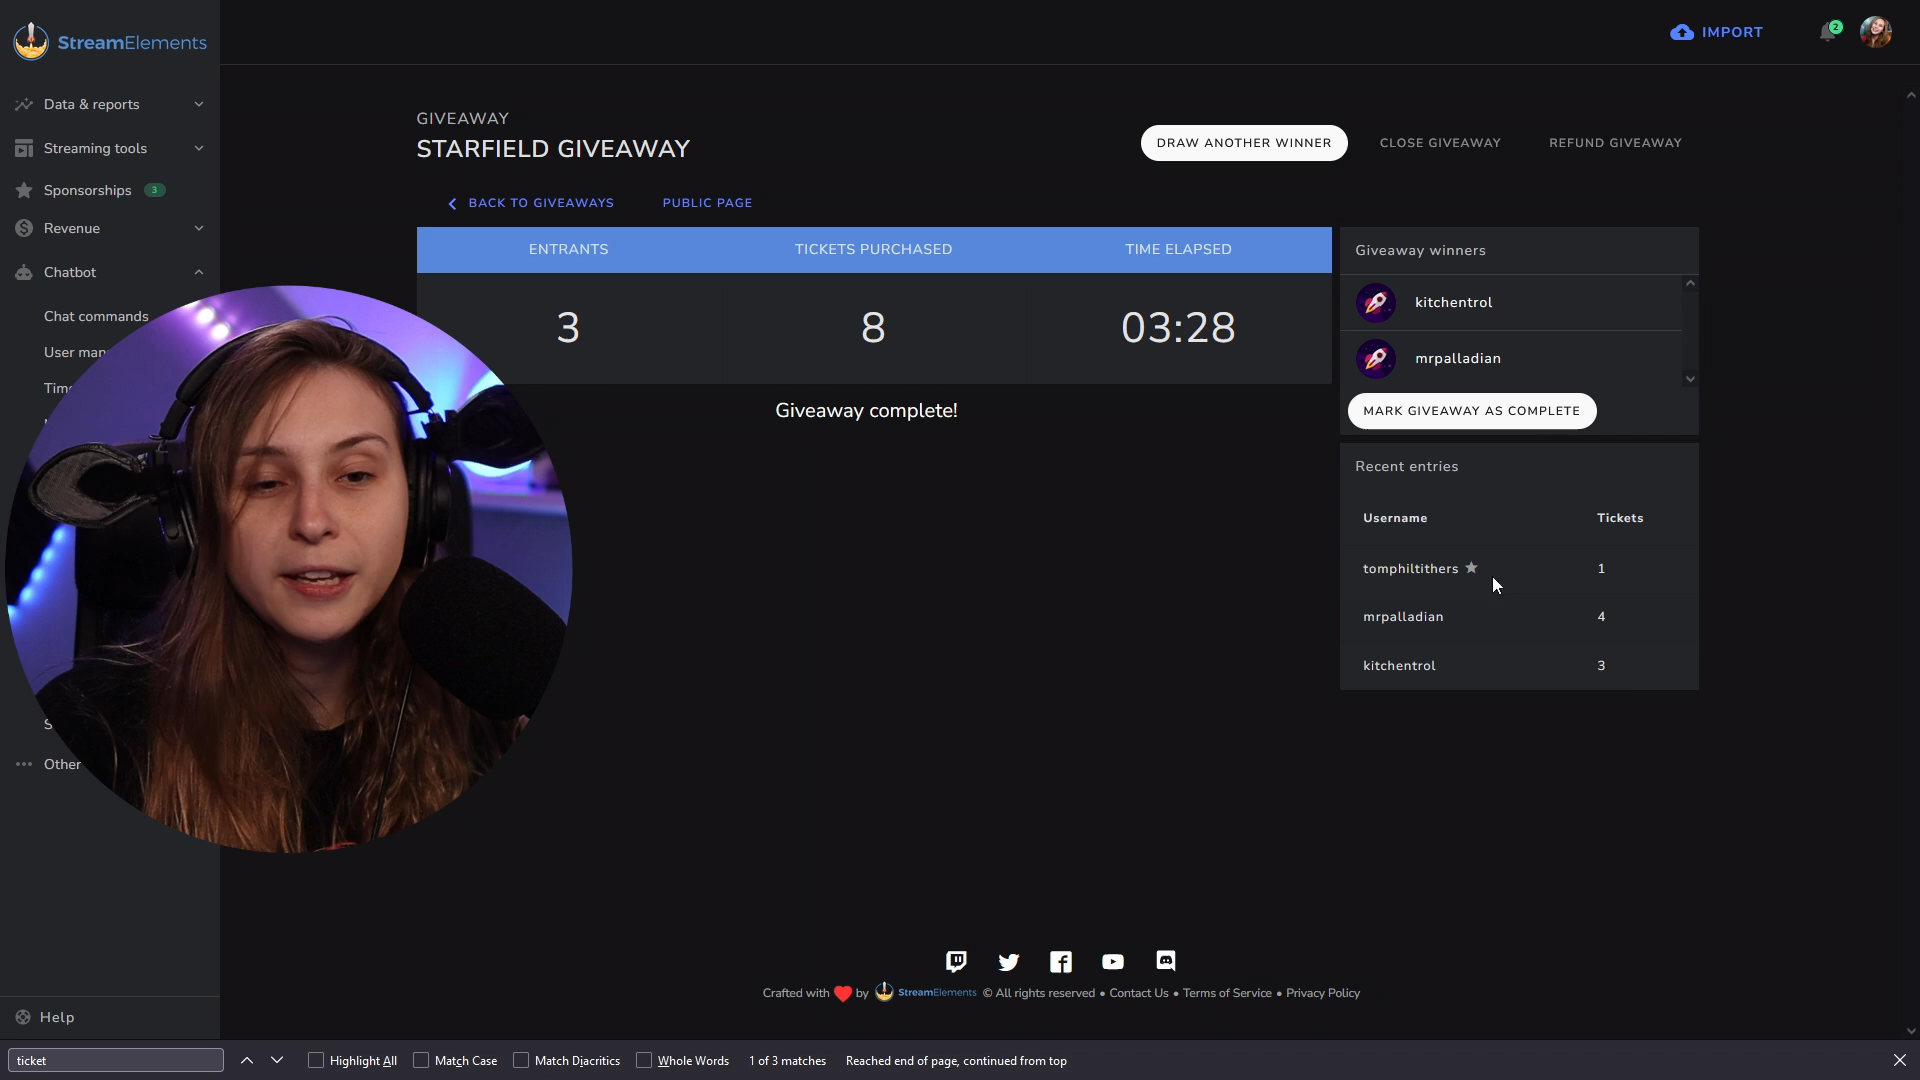 StreamElements
IMPORT
2
Data & reports
Streaming tools
Sponsorships 3
Revenue
Chatbot
Chat commands
Other
Help
GIVEAWAY
STARFIELD GIVEAWAY
DRAW ANOTHER WINNER
CLOSE GIVEAWAY
REFUND GIVEAWAY
BACK TO GIVEAWAYS
PUBLIC PAGE
ENTRANTS TICKETS PURCHASED TIME ELAPSED
3 8 03:28
Giveaway complete!
Giveaway winners
kitchentrol
mrpalladian
MARK GIVEAWAY AS COMPLETE
Recent entries
Username Tickets
tomphiltithers 1
mrpalladian 4
kitchentrol 3
Crafted with by StreamElements © All rights reserved • Contact Us • Terms of Service • Privacy Policy
ticket Highlight All Match Case Match Diacritics Whole Words 1 of 3 matches Reached end of page, continued from top